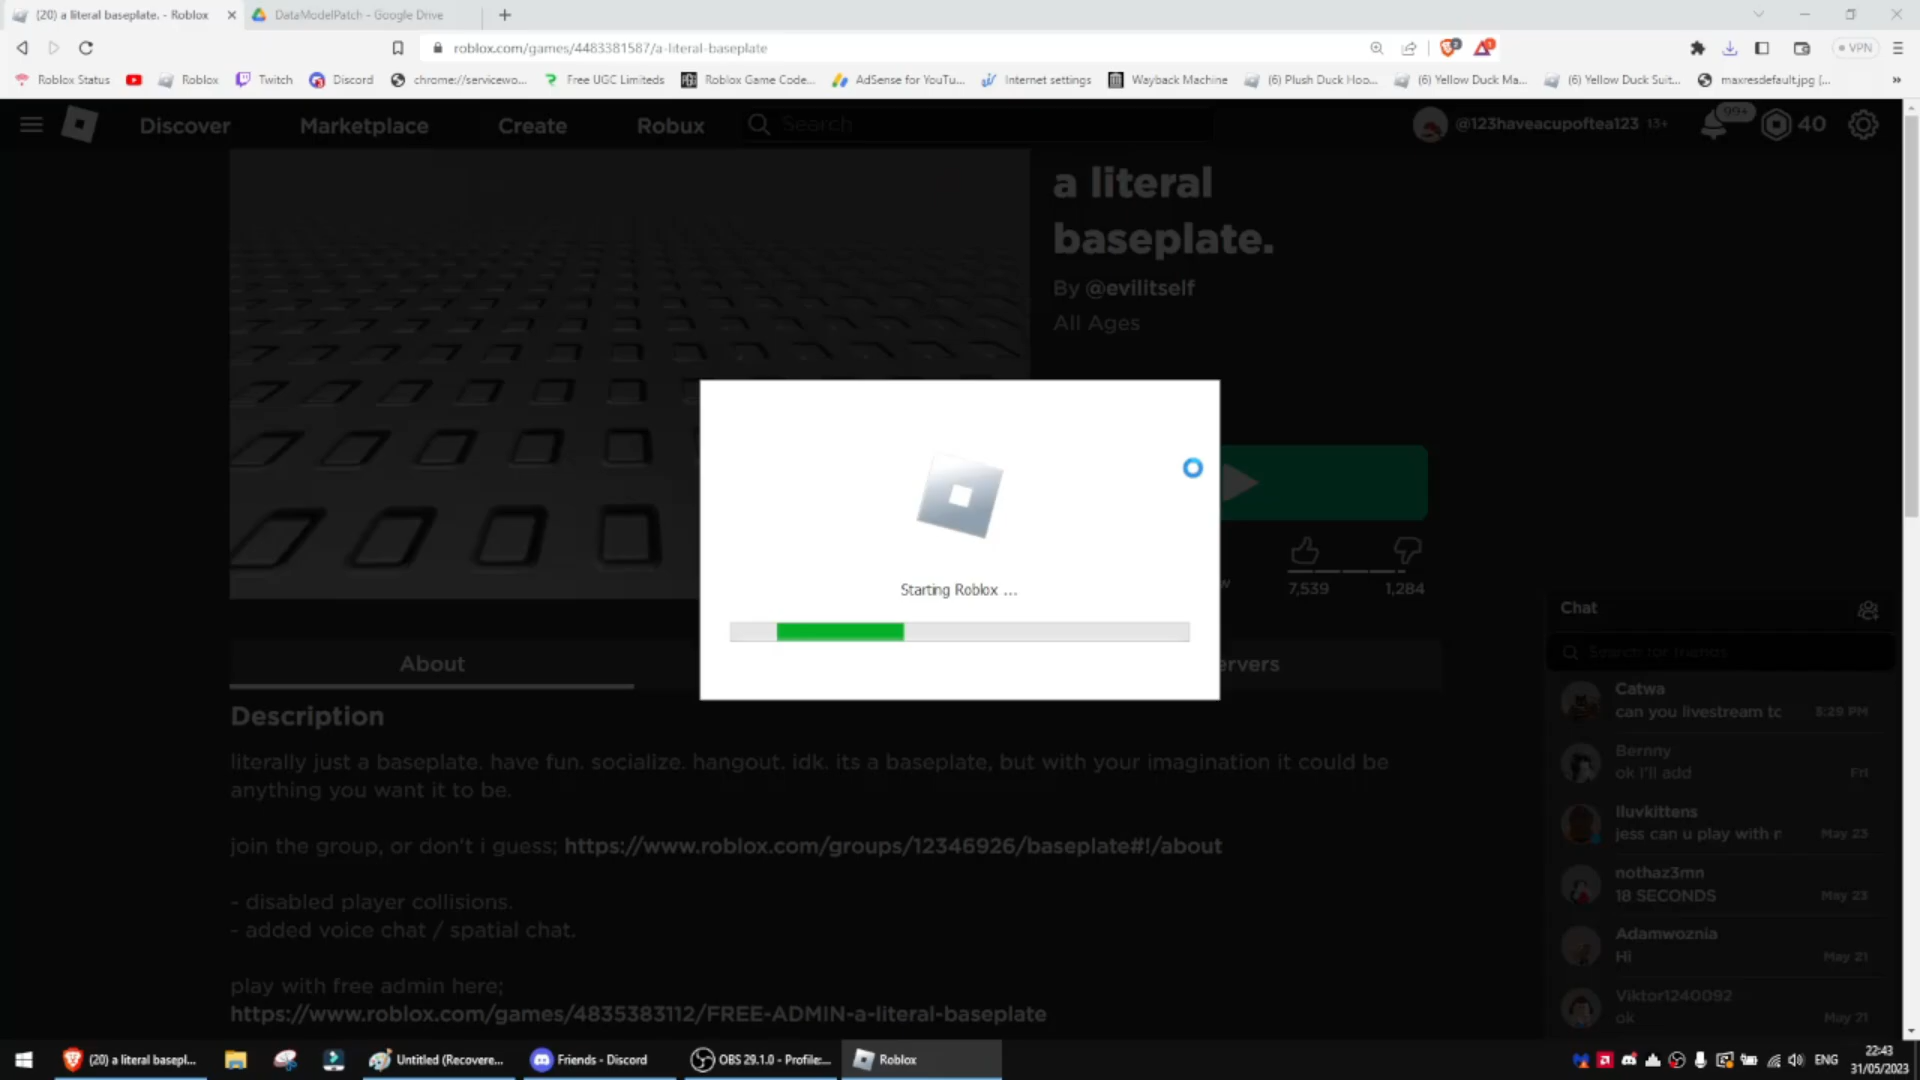 (20) a literal baseplate. - Roblox
DataModelPatch - Google Drive
roblox.com/games/4483381587/a-literal-baseplate
VPN
Roblox Status
Roblox
Twitch
Discord
chrome://servicewo...
Free UGC Limiteds
Roblox Game Code...
AdSense for YouTu...
Internet settings
Wayback Machine
(6) Plush Duck Hoo...
(6) Yellow Duck Ma...
(6) Yellow Duck Suit...
maxresdefault.jpg (...
Discover
Marketplace
Create
Robux
Search
@123haveacupoftea123 13+
99+
40
a literal
baseplate.
By @evilitself
All Ages
Starting Roblox ...
7,539
1,284
About
ervers
Description
literally just a baseplate. have fun. socialize. hangout. idk. its a baseplate, but with your imagination it could be
anything you want it to be.
join the group, or don't i guess; https://www.roblox.com/groups/12346926/baseplate#!/about
- disabled player collisions.
- added voice chat / spatial chat.
play with free admin here;
https://www.roblox.com/games/4835383112/FREE-ADMIN-a-literal-baseplate
Chat
Search for friends
Catwa
can you livestream tc 5:29 PM
Bernny
ok I'll add Fri
lluvkittens
jess can u play with r May 23
nothaz3mn
18 SECONDS May 23
Adamwoznia
Hi May 21
Viktor1240092
ok May 21
(20) a literal basepl...
Untitled (Recovere...
Friends - Discord
OBS 29.1.0 - Profile:...
Roblox
ENG
22:43
31/05/2023